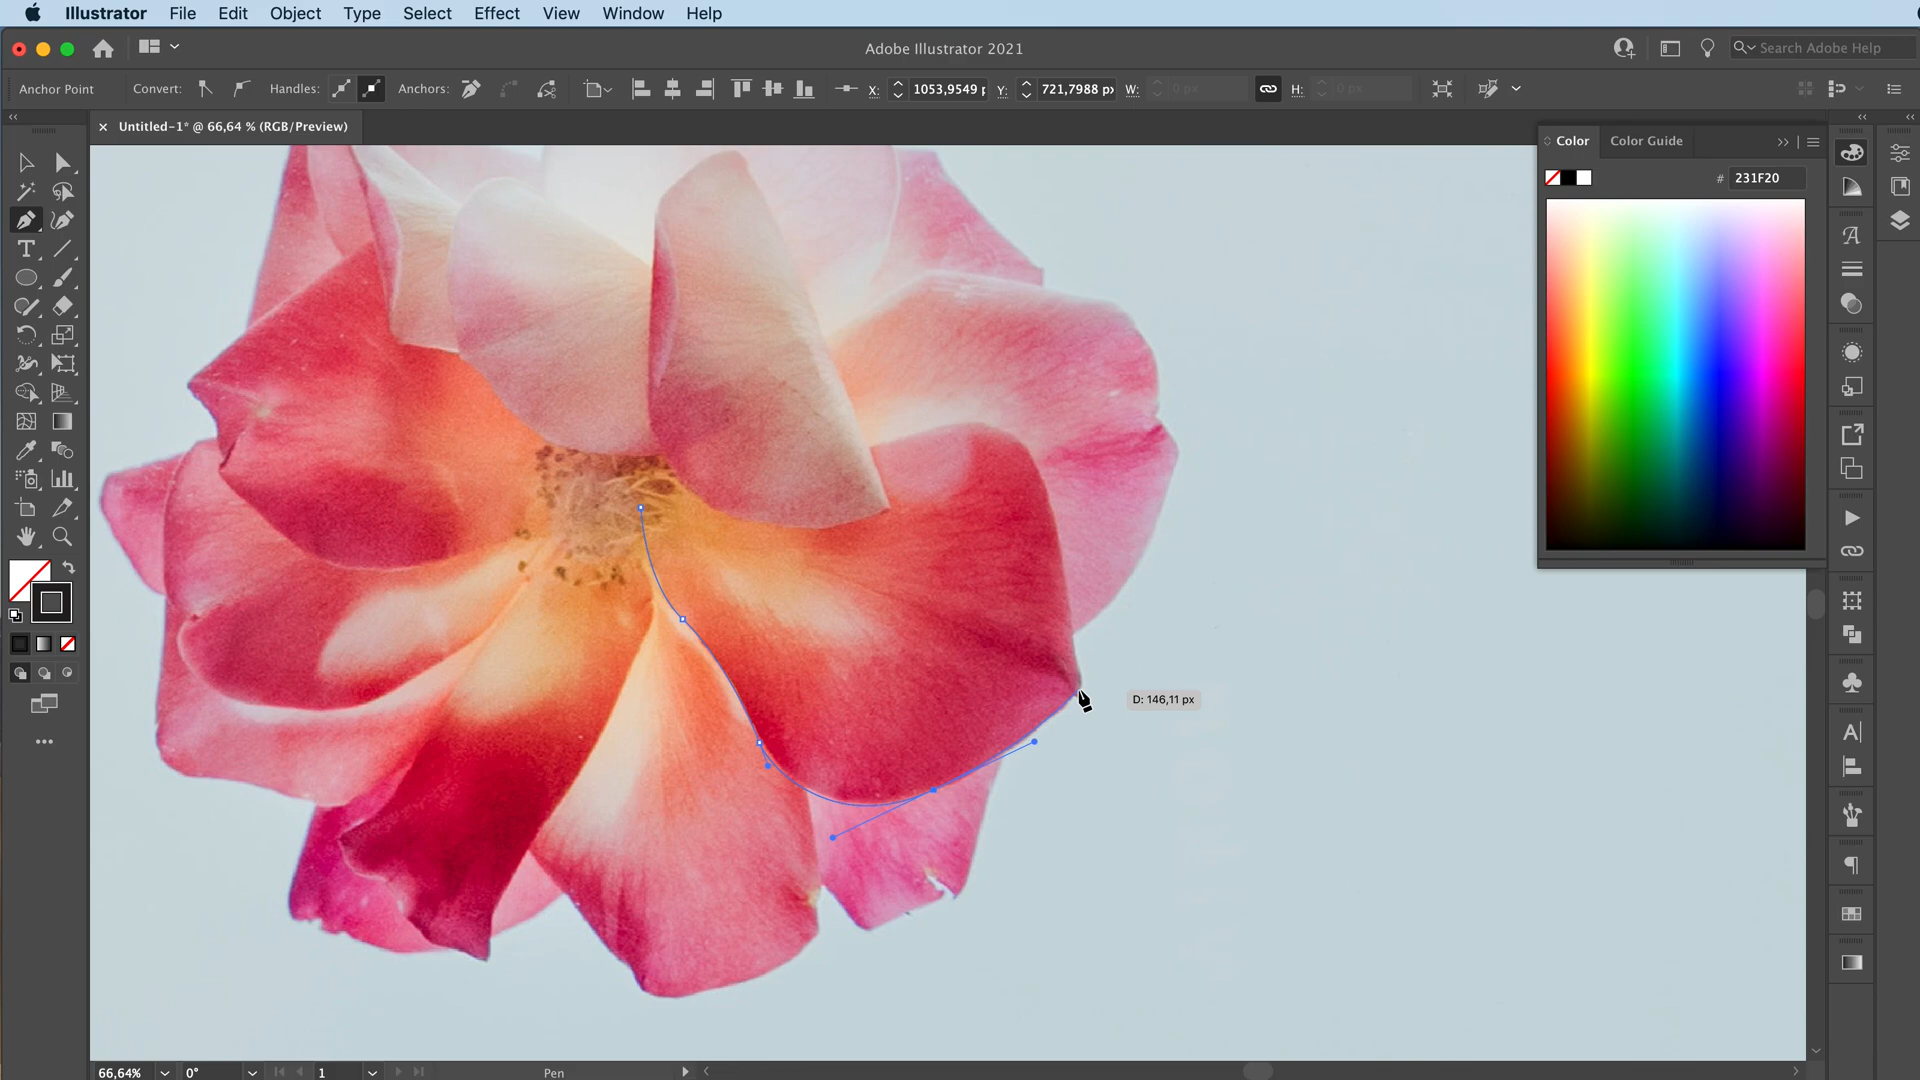 Illustrator File Edit Object Type Select Effect View Window Help
Adobe Illustrator 2021
Search Adobe Help
Anchor Point Convert: Handles: Anchors: X: 1053,9549 Y: 721,7988 px W: 0 px H: 0 px
× Untitled-1* @ 66,64 % (RGB/Preview)
Color Color Guide
# 231F20
D: 146,11 px
66,64% 0° 1 Pen